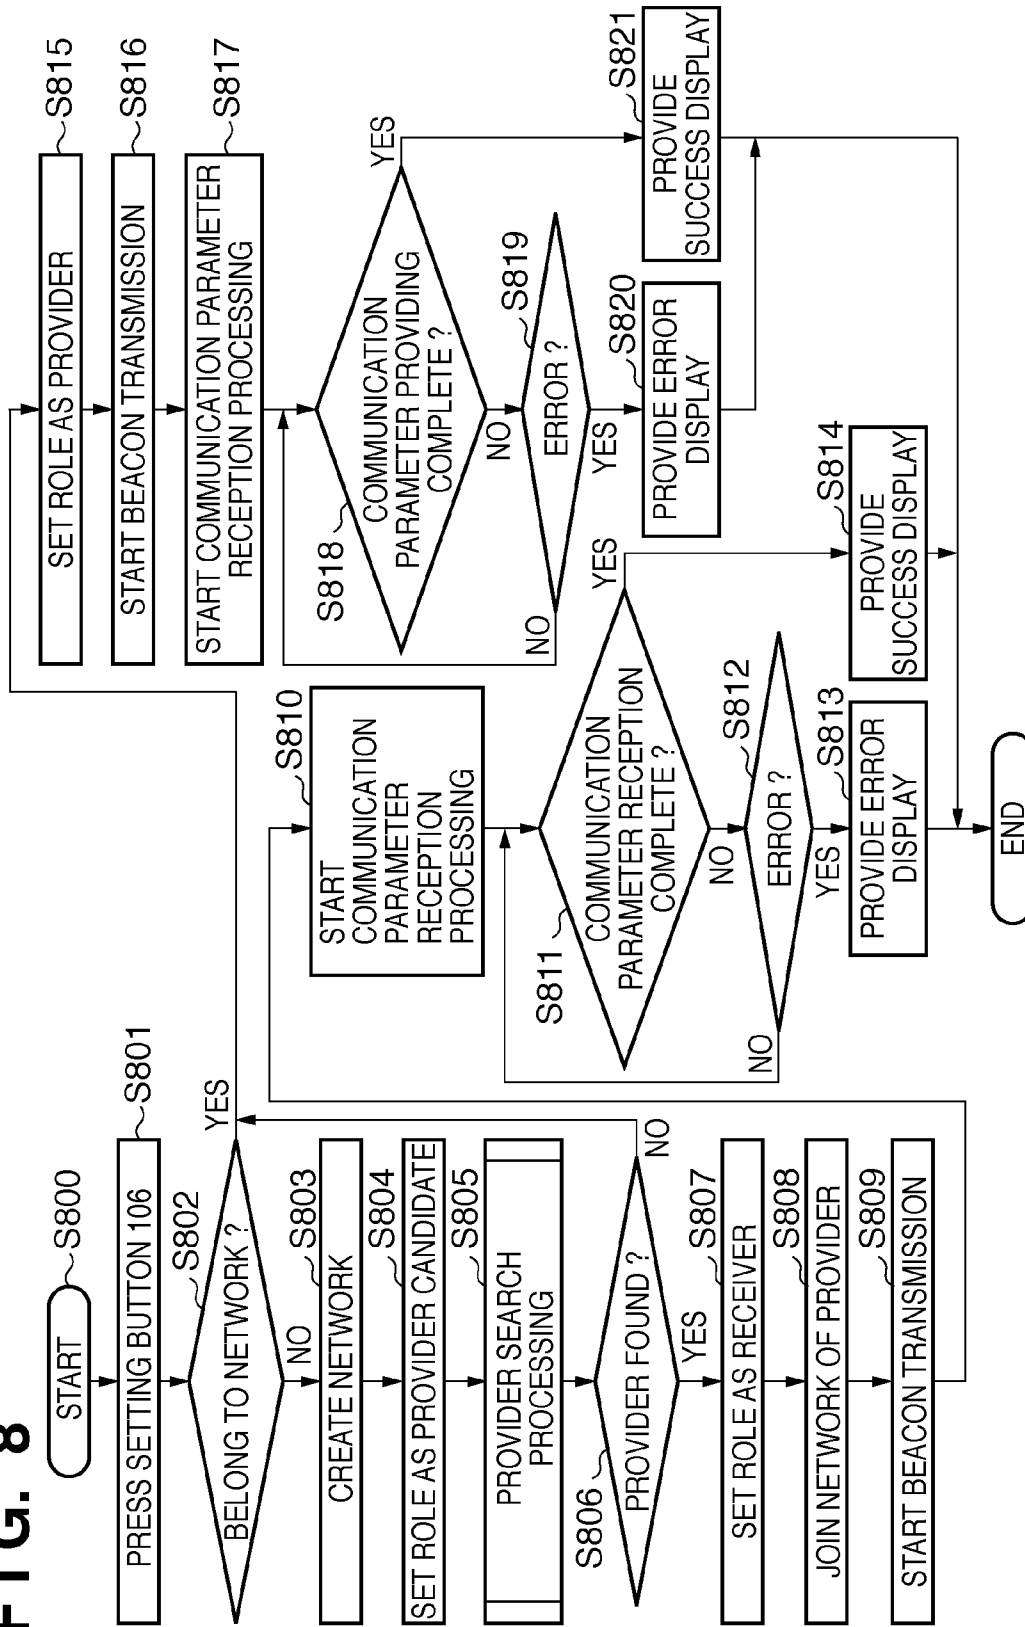 FIG. 8
START
S800
PRESS SETTING BUTTON 106
S801
BELONG TO NETWORK ?
S802
YES
NO
CREATE NETWORK
S803
SET ROLE AS PROVIDER CANDIDATE
S804
PROVIDER SEARCH
PROCESSING
S805
PROVIDER FOUND ?
S806
NO
YES
SET ROLE AS RECEIVER
S807
JOIN NETWORK OF PROVIDER
S808
START BEACON TRANSMISSION
S809
START
COMMUNICATION
PARAMETER
RECEPTION
PROCESSING
S810
COMMUNICATION
PARAMETER RECEPTION
COMPLETE ?
S811
YES
NO
ERROR ?
S812
NO
YES
PROVIDE ERROR
DISPLAY
S813
PROVIDE
SUCCESS DISPLAY
S814
END
SET ROLE AS PROVIDER
S815
START BEACON TRANSMISSION
S816
START COMMUNICATION PARAMETER
RECEPTION PROCESSING
S817
COMMUNICATION
PARAMETER PROVIDING
COMPLETE ?
S818
YES
NO
ERROR ?
S819
NO
YES
PROVIDE ERROR
DISPLAY
S820
PROVIDE
SUCCESS DISPLAY
S821